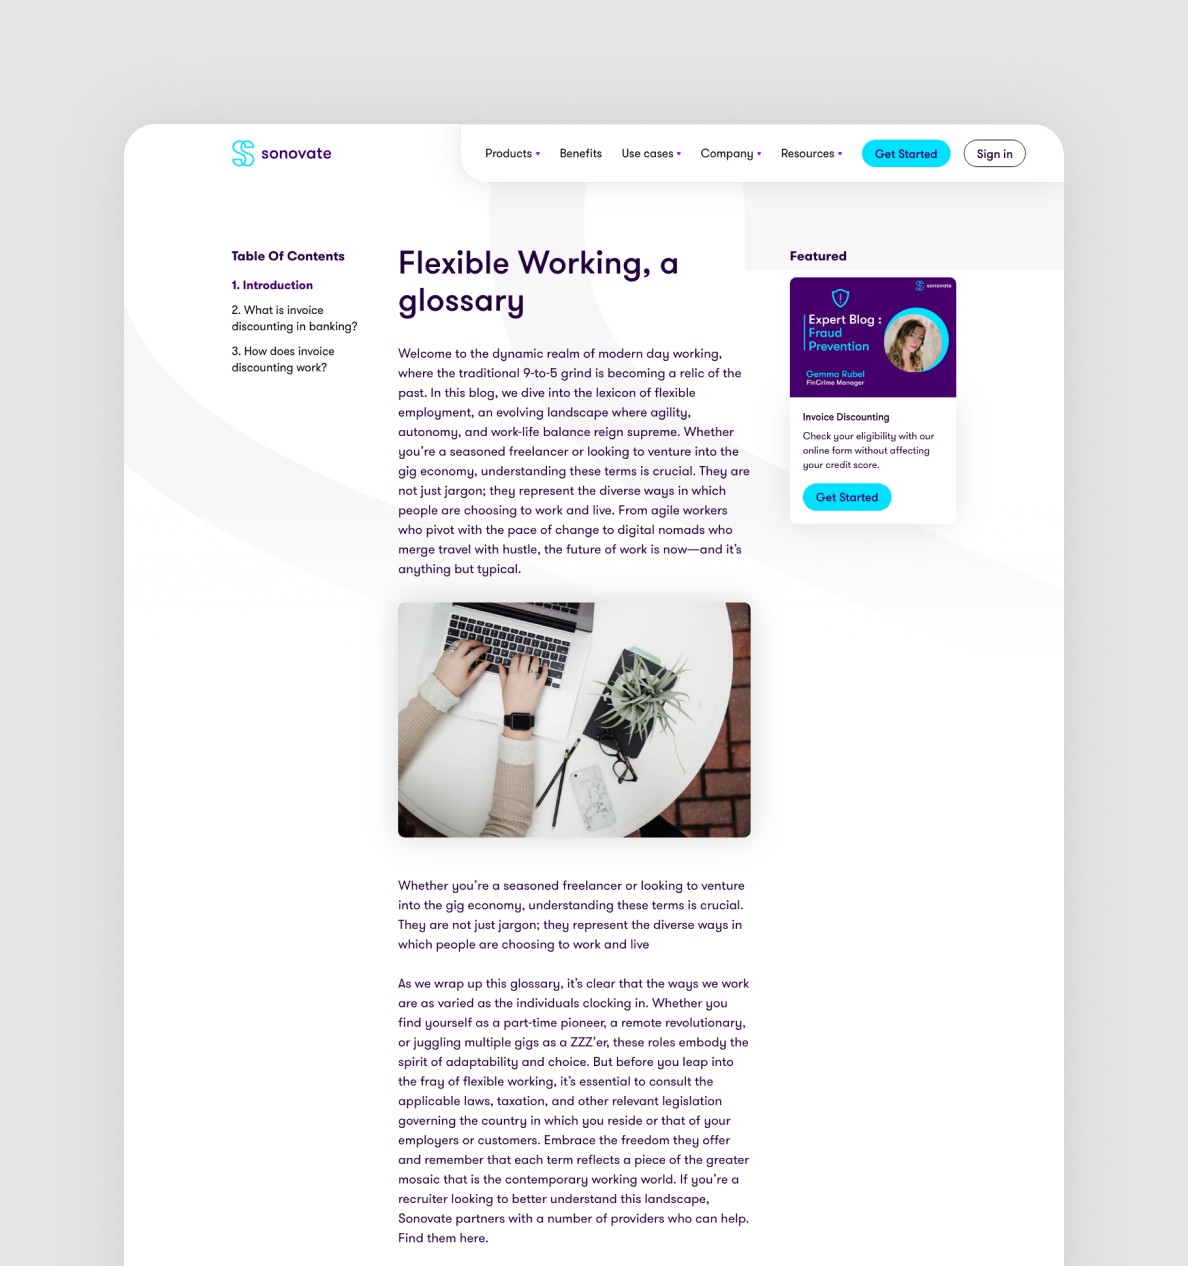 sonovate
Products
Benefits
Use cases
Company
Resources
Get Started
Sign in
Table Of Contents
1. Introduction
2. What is invoice
discounting in banking?
3. How does invoice
discounting work?
Flexible Working, a
glossary
Welcome to the dynamic realm of modern day working,
where the traditional 9-to-5 grind is becoming a relic of the
past. In this blog, we dive into the lexicon of flexible
employment, an evolving landscape where agility,
autonomy, and work-life balance reign supreme. Whether
you’re a seasoned freelancer or looking to venture into the
gig economy, understanding these terms is crucial. They are
not just jargon; they represent the diverse ways in which
people are choosing to work and live. From agile workers
who pivot with the pace of change to digital nomads who
merge travel with hustle, the future of work is now—and it’s
anything but typical.
Whether you’re a seasoned freelancer or looking to venture
into the gig economy, understanding these terms is crucial.
They are not just jargon; they represent the diverse ways in
which people are choosing to work and live
As we wrap up this glossary, it’s clear that the ways we work
are as varied as the individuals clocking in. Whether you
find yourself as a part-time pioneer, a remote revolutionary,
or juggling multiple gigs as a ZZZ’er, these roles embody the
spirit of adaptability and choice. But before you leap into
the fray of flexible working, it’s essential to consult the
applicable laws, taxation, and other relevant legislation
governing the country in which you reside or that of your
employers or customers. Embrace the freedom they offer
and remember that each term reflects a piece of the greater
mosaic that is the contemporary working world. If you’re a
recruiter looking to better understand this landscape,
Sonovate partners with a number of providers who can help.
Find them here.
Featured
sonovate
Expert Blog :
Fraud
Prevention
Gemma Rubel
FinCrime Manager
Invoice Discounting
Check your eligibility with our
online form without affecting
your credit score.
Get Started